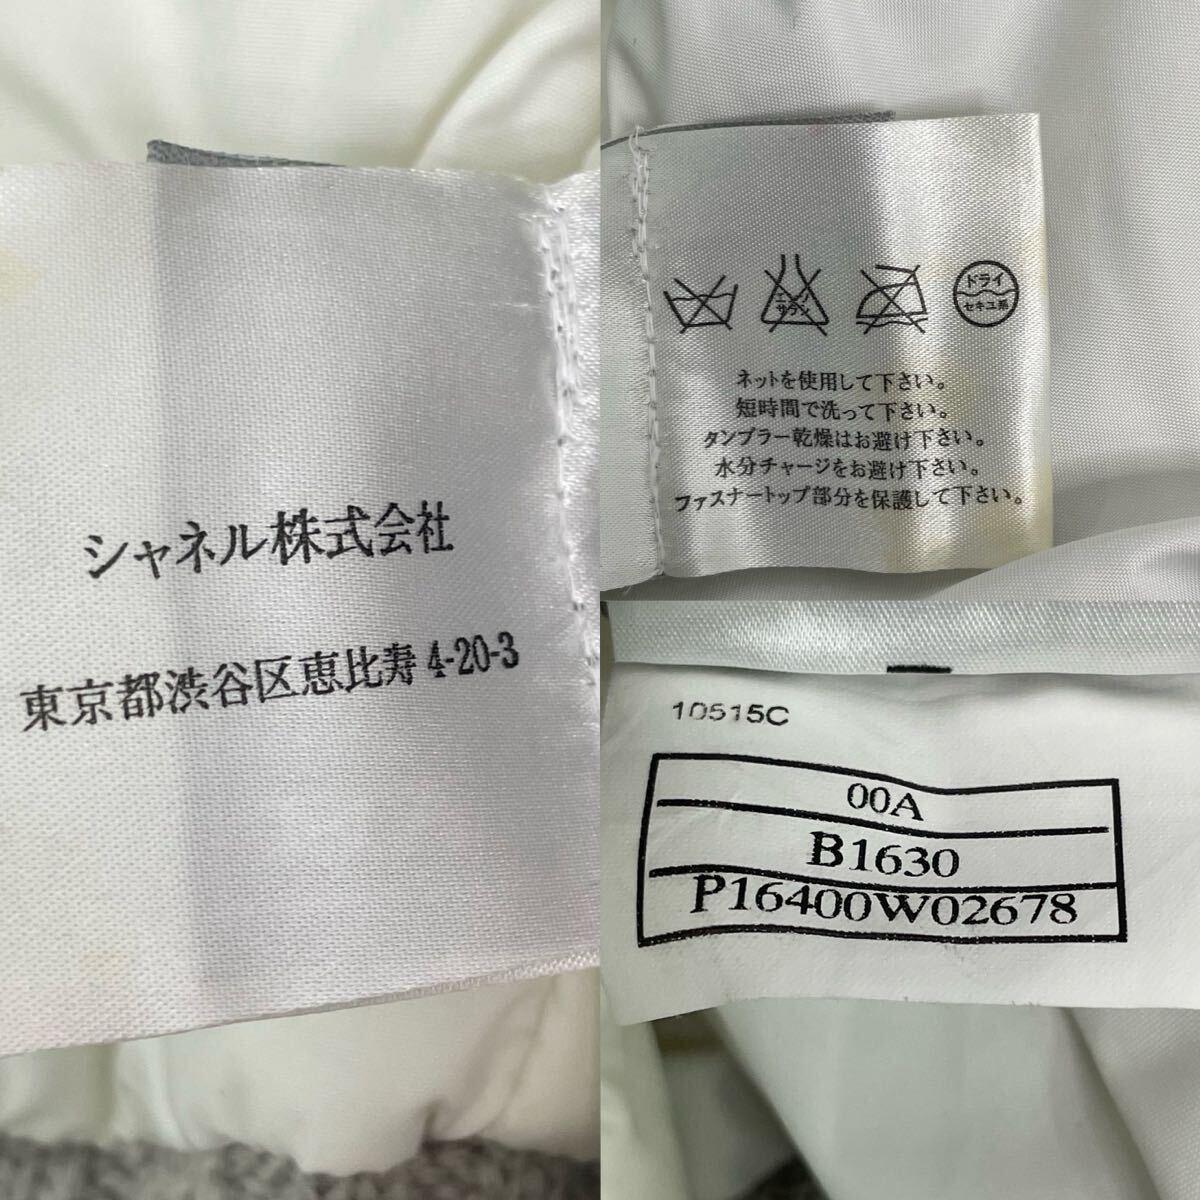 シャネル株式会社
東京都渋谷区恵比寿4-20-3
ドライ
セキユ系
ネットを使用して下さい。
短時間で洗って下さい。
タンブラー乾燥はお避け下さい。
水分チャージをお避け下さい。
ファスナートップ部分を保護して下さい。
10515C
00A
B1630
P16400W02678